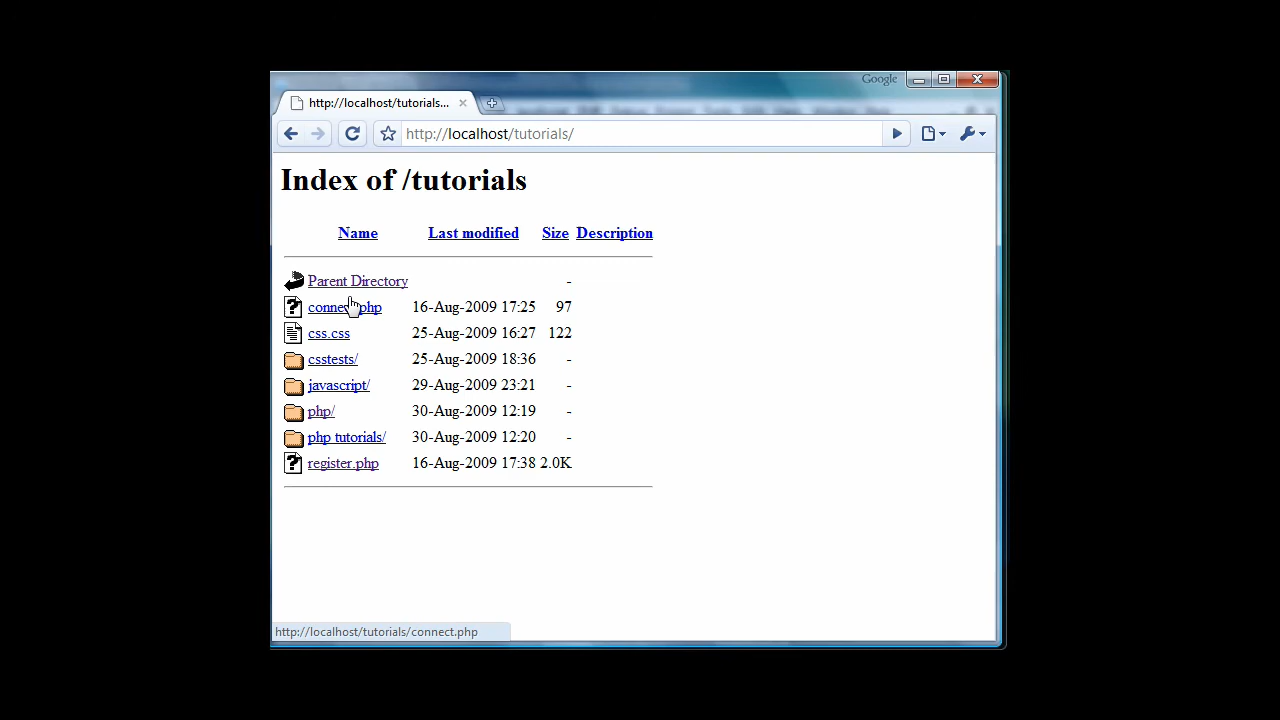 Google
http://localhost/tutorials...
http://localhost/tutorials/
Index of /tutorials
Name Last modified Size Description
Parent Directory -
connect.php 16-Aug-2009 17:25 97
css.css 25-Aug-2009 16:27 122
csstests/ 25-Aug-2009 18:36 -
javascript/ 29-Aug-2009 23:21 -
php/ 30-Aug-2009 12:19 -
php tutorials/ 30-Aug-2009 12:20 -
register.php 16-Aug-2009 17:38 2.0K
http://localhost/tutorials/connect.php